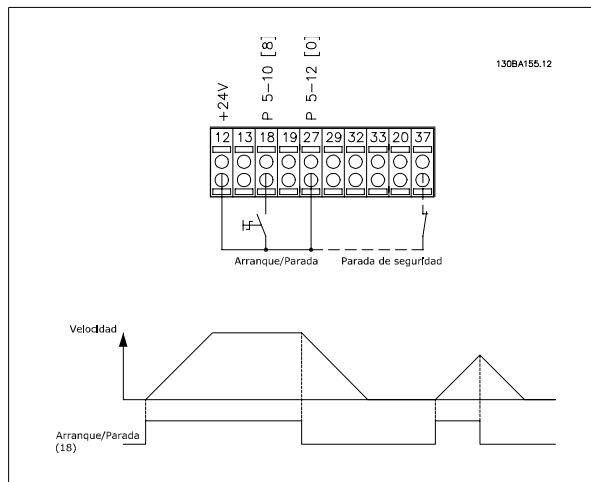 130BA155.12
+24V
P 5-10 [8]
P 5-12 [0]
12 13 18 19 27 29 32 33 20 37
Arranque/Parada
Parada de seguridad
Velocidad
Arranque/Parada
(18)